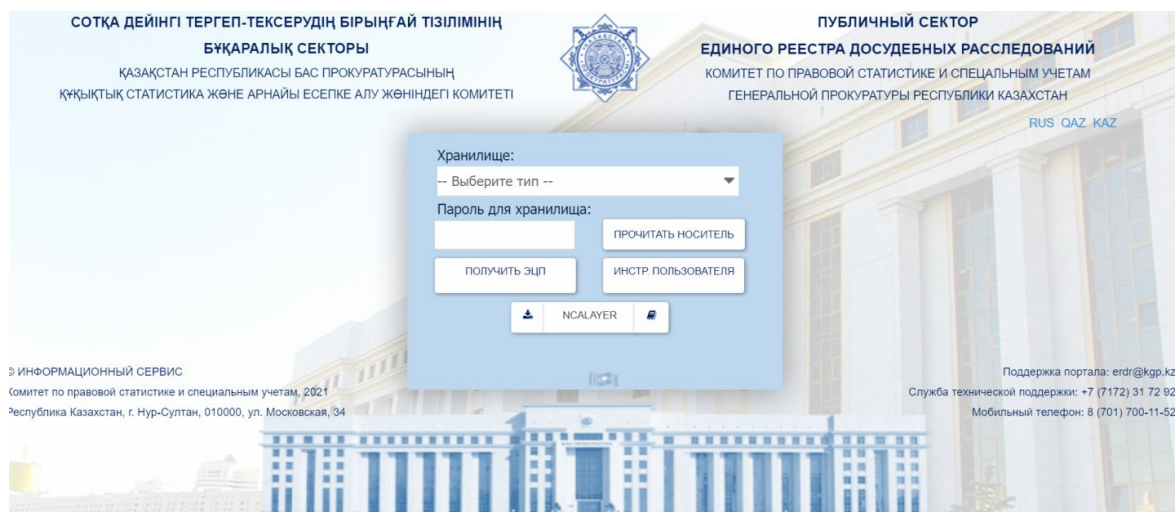 СОТҚА ДЕЙІНГІ ТЕРГЕП-ТЕКСЕРУДІҢ БІРЫҢҒАЙ ТІЗІЛІМІНІҢ
БҰҚАРАЛЫҚ СЕКТОРЫ
ҚАЗАҚСТАН РЕСПУБЛИКАСЫ БАС ПРОКУРАТУРАСЫНЫҢ
ҚҰҚЫҚТЫҚ СТАТИСТИКА ЖӘНЕ АРНАЙЫ ЕСЕПКЕ АЛУ ЖӨНІНДЕГІ КОМИТЕТІ
ПУБЛИЧНЫЙ СЕКТОР
ЕДИНОГО РЕЕСТРА ДОСУДЕБНЫХ РАССЛЕДОВАНИЙ
КОМИТЕТ ПО ПРАВОВОЙ СТАТИСТИКЕ И СПЕЦАЛЬНЫМ УЧЕТАМ
ГЕНЕРАЛЬНОЙ ПРОКУРАТУРЫ РЕСПУБЛИКИ КАЗАХСТАН
RUS QAZ KAZ
Хранилище:
-- Выберите тип --
Пароль для хранилища:
ПРОЧИТАТЬ НОСИТЕЛЬ
ПОЛУЧИТЬ ЭЦП
ИНСТР. ПОЛЬЗОВАТЕЛЯ
NCALAYER
© ИНФОРМАЦИОННЫЙ СЕРВИС
Комитет по правовой статистике и специальным учетам, 2021
Республика Казахстан, г. Нур-Султан, 010000, ул. Московская, 34
Поддержка портала: erdr@kgp.kz
Служба технической поддержки: +7 (7172) 31 72 92
Мобильный телефон: 8 (701) 700-11-52